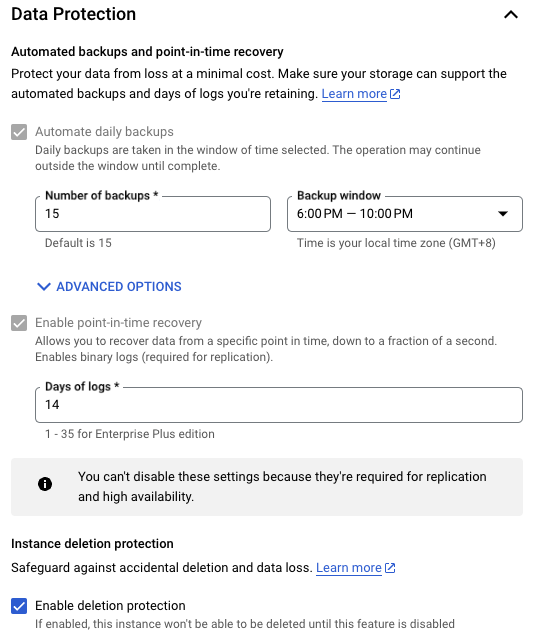 Data Protection
Automated backups and point-in-time recovery
Protect your data from loss at a minimal cost. Make sure your storage can support the
automated backups and days of logs you're retaining. Learn more
Automate daily backups
Daily backups are taken in the window of time selected. The operation may continue
outside the window until complete.
Number of backups *
15
Default is 15
Backup window
6:00 PM — 10:00 PM
Time is your local time zone (GMT+8)
ADVANCED OPTIONS
Enable point-in-time recovery
Allows you to recover data from a specific point in time, down to a fraction of a second.
Enables binary logs (required for replication).
Days of logs *
14
1 - 35 for Enterprise Plus edition
You can't disable these settings because they're required for replication
and high availability.
Instance deletion protection
Safeguard against accidental deletion and data loss. Learn more
Enable deletion protection
If enabled, this instance won't be able to be deleted until this feature is disabled